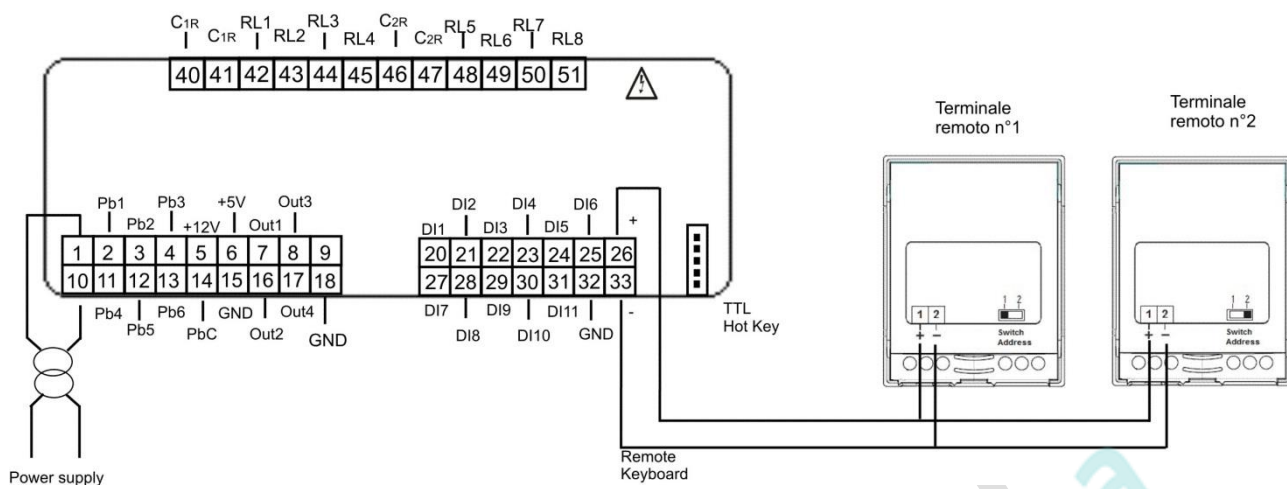 C1R C1R RL1 RL2 RL3 RL4 C2R C2R RL5 RL6 RL7 RL8
40 41 42 43 44 45 46 47 48 49 50 51
Terminale
remoto n°1
Terminale
remoto n°2
Pb1 Pb2 Pb3 +12V +5V Out1 Out3
1 2 3 4 5 6 7 8 9
10 11 12 13 14 15 16 17 18
Pb4 Pb5 Pb6 PbC GND Out2 Out4 GND
DI1 DI2 DI3 DI4 DI5 DI6 +
20 21 22 23 24 25 26
27 28 29 30 31 32 33
DI7 DI8 DI9 DI10 DI11 GND -
TTL
Hot Key
1 2
1 2
+ −
Switch
Address
1 2
1 2
+ −
Switch
Address
Remote
Keyboard
Power supply